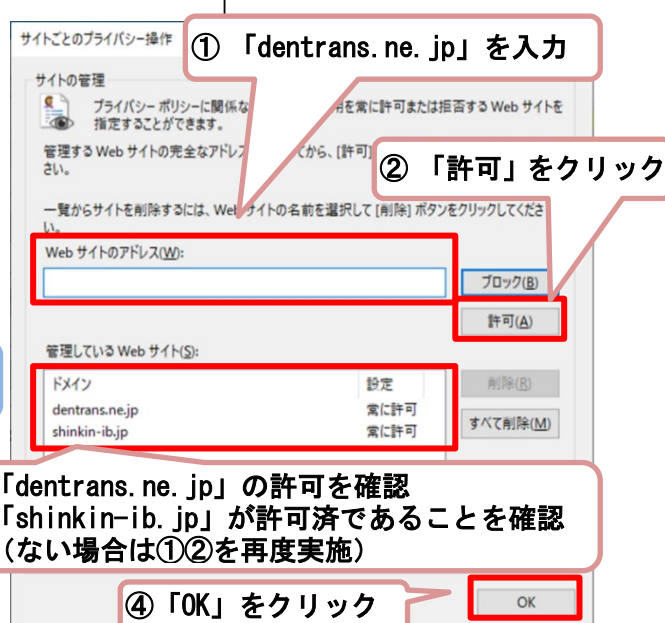 サイトごとのプライバシー操作
① 「dentrans.ne.jp」を入力
サイトの管理
プライバシー ポリシーに関係な
用を常に許可または拒否する Web サイトを
指定することができます。
管理する Web サイトの完全なアドレ
てから、[許可]
さい。
② 「許可」をクリック
一覧からサイトを削除するには、Web サイトの名前を選択して [削除] ボタンをクリックしてくださ
い。
Web サイトのアドレス(W):
ブロック(B)
許可(A)
管理している Web サイト(S):
ドメイン 設定
削除(R)
dentrans.ne.jp 常に許可
shinkin-ib.jp 常に許可
すべて削除(M)
「dentrans.ne.jp」の許可を確認
「shinkin-ib.jp」が許可済であることを確認
(ない場合は①②を再度実施)
④「OK」をクリック
OK